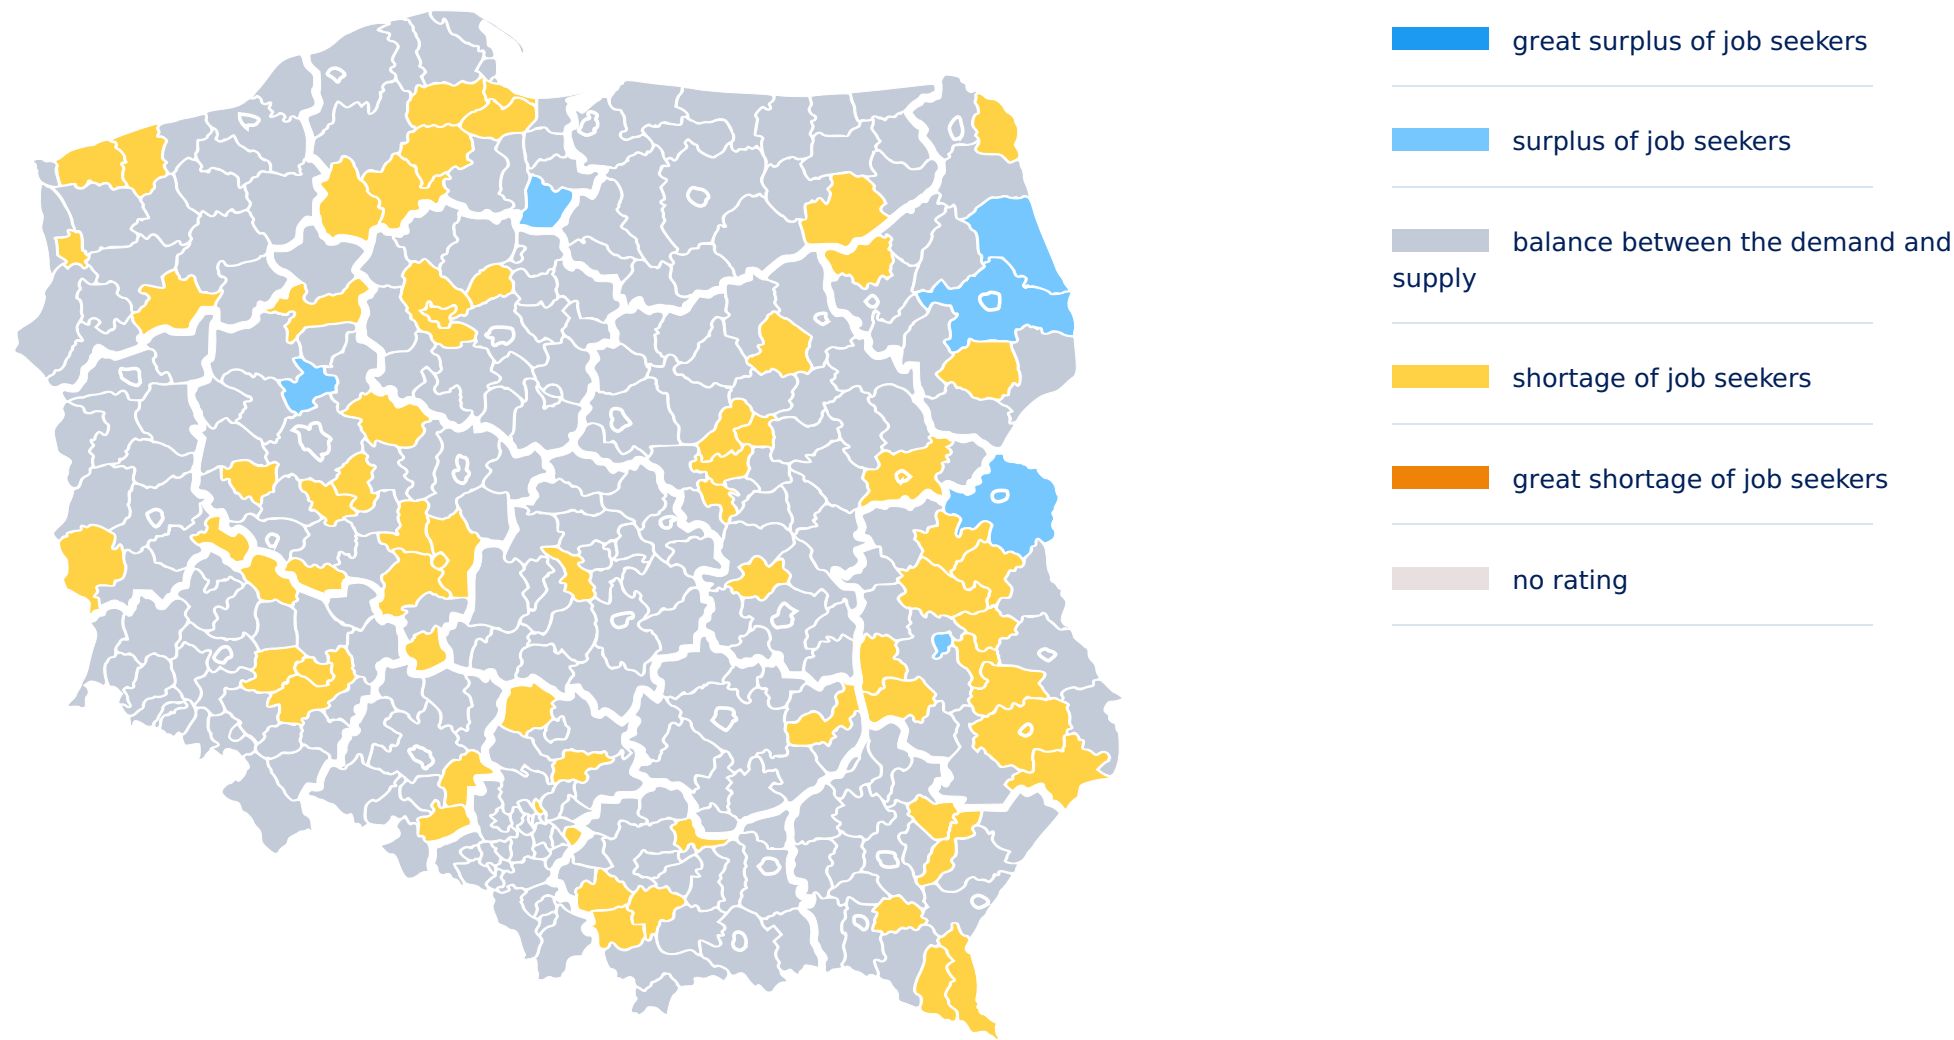 great surplus of job seekers
surplus of job seekers
balance between the demand and
supply
shortage of job seekers
great shortage of job seekers
no rating